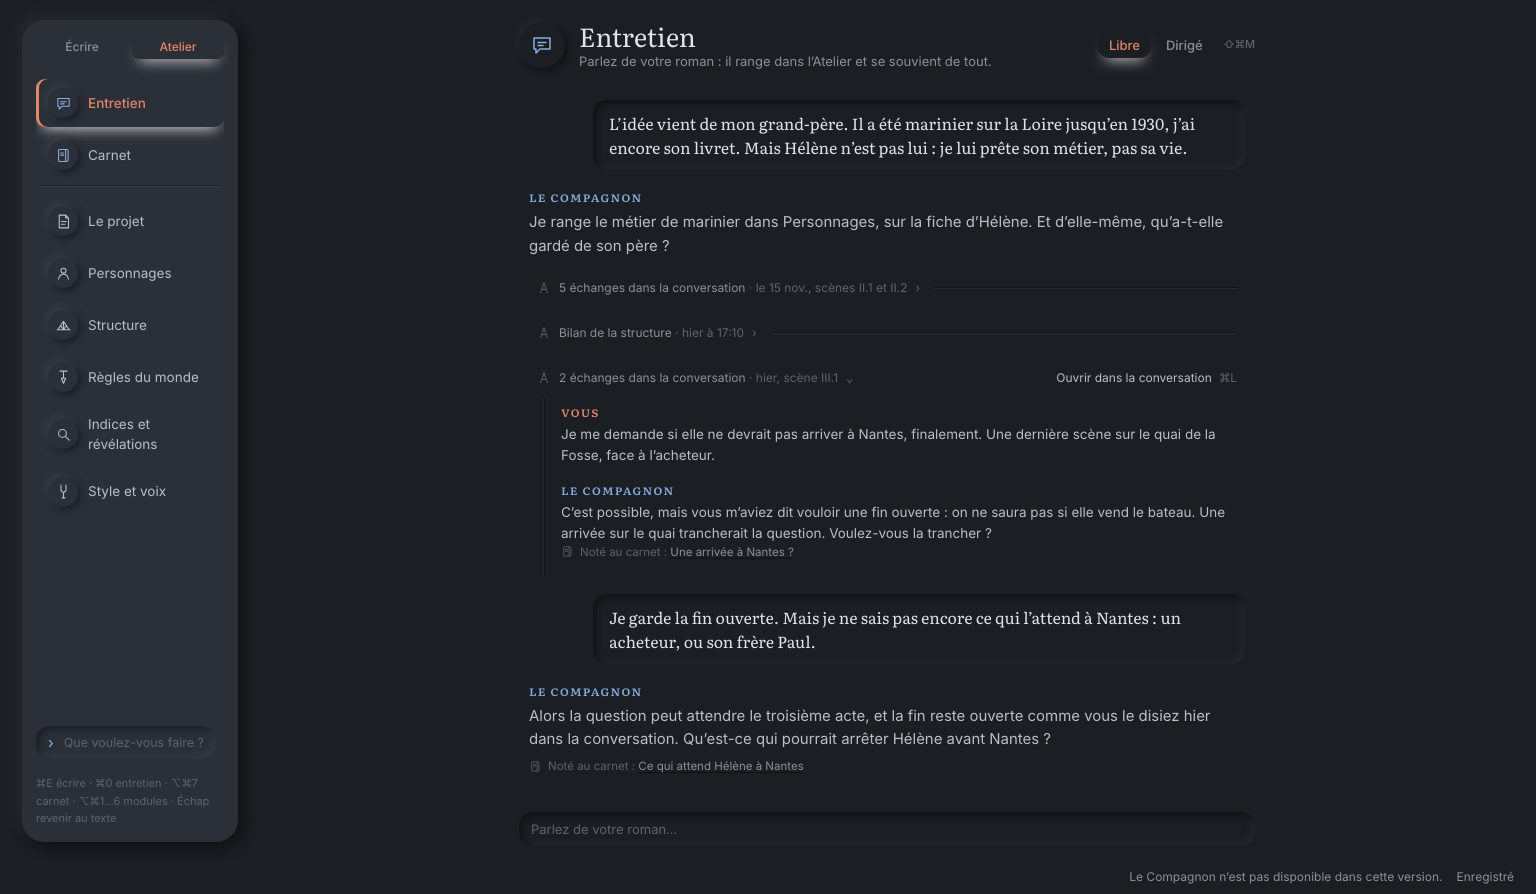 Écrire
Atelier
Entretien
Carnet
Le projet
Personnages
Structure
Règles du monde
Indices et
révélations
Style et voix
› Que voulez-vous faire ?
⌘E écrire · ⌘0 entretien · ⌥⌘7
carnet · ⌥⌘1…6 modules · Échap
revenir au texte
Entretien
Parlez de votre roman : il range dans l’Atelier et se souvient de tout.
Libre
Dirigé
⇧⌘M
L’idée vient de mon grand-père. Il a été marinier sur la Loire jusqu’en 1930, j’ai
encore son livret. Mais Hélène n’est pas lui : je lui prête son métier, pas sa vie.
LE COMPAGNON
Je range le métier de marinier dans Personnages, sur la fiche d’Hélène. Et d’elle-même, qu’a-t-elle
gardé de son père ?
5 échanges dans la conversation · le 15 nov., scènes II.1 et II.2 ›
Bilan de la structure · hier à 17:10 ›
2 échanges dans la conversation · hier, scène III.1
Ouvrir dans la conversation ⌘L
VOUS
Je me demande si elle ne devrait pas arriver à Nantes, finalement. Une dernière scène sur le quai de la
Fosse, face à l’acheteur.
LE COMPAGNON
C’est possible, mais vous m’aviez dit vouloir une fin ouverte : on ne saura pas si elle vend le bateau. Une
arrivée sur le quai trancherait la question. Voulez-vous la trancher ?
Noté au carnet : Une arrivée à Nantes ?
Je garde la fin ouverte. Mais je ne sais pas encore ce qui l’attend à Nantes : un
acheteur, ou son frère Paul.
LE COMPAGNON
Alors la question peut attendre le troisième acte, et la fin reste ouverte comme vous le disiez hier
dans la conversation. Qu’est-ce qui pourrait arrêter Hélène avant Nantes ?
Noté au carnet : Ce qui attend Hélène à Nantes
Parlez de votre roman…
Le Compagnon n’est pas disponible dans cette version.
Enregistré